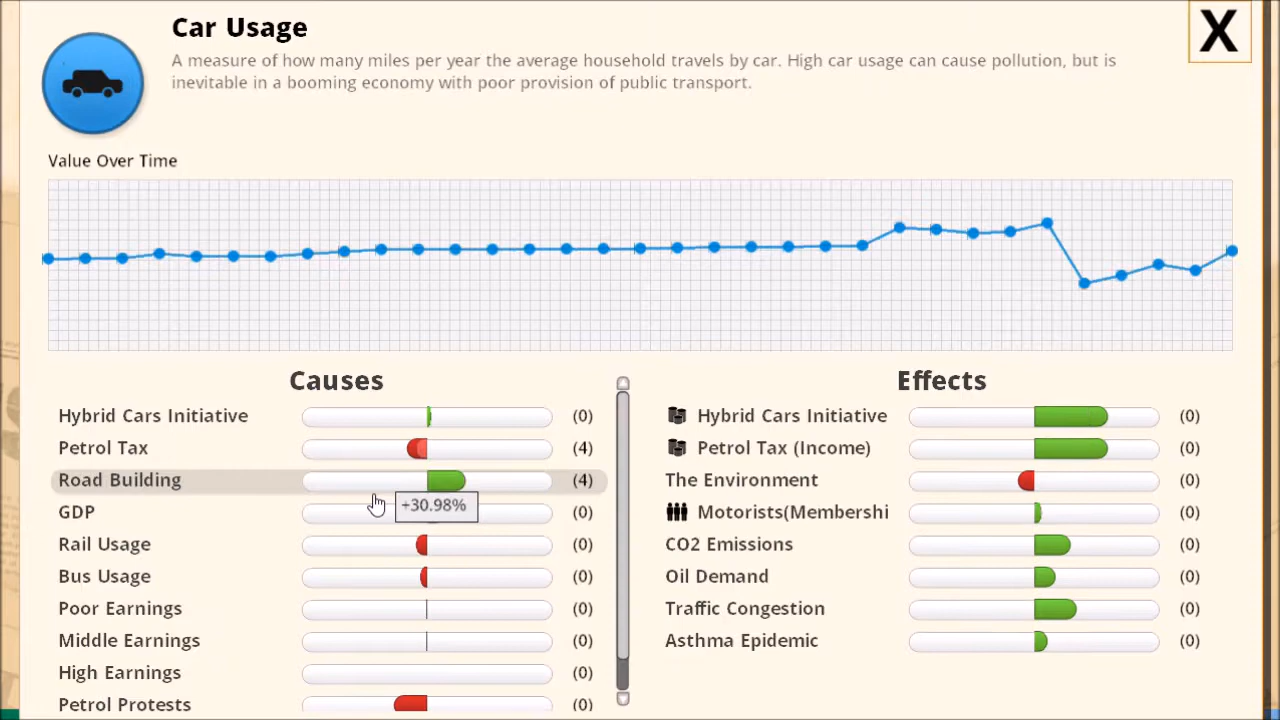 Car Usage
X
A measure of how many miles per year the average household travels by car. High car usage can cause pollution, but is
inevitable in a booming economy with poor provision of public transport.
Value Over Time
Causes
Hybrid Cars Initiative (0)
Petrol Tax (4)
Road Building (4)
+30.98%
GDP (0)
Rail Usage (0)
Bus Usage (0)
Poor Earnings (0)
Middle Earnings (0)
High Earnings (0)
Petrol Protests (0)
Effects
Hybrid Cars Initiative (0)
Petrol Tax (Income) (0)
The Environment (0)
Motorists(Membershi (0)
CO2 Emissions (0)
Oil Demand (0)
Traffic Congestion (0)
Asthma Epidemic (0)